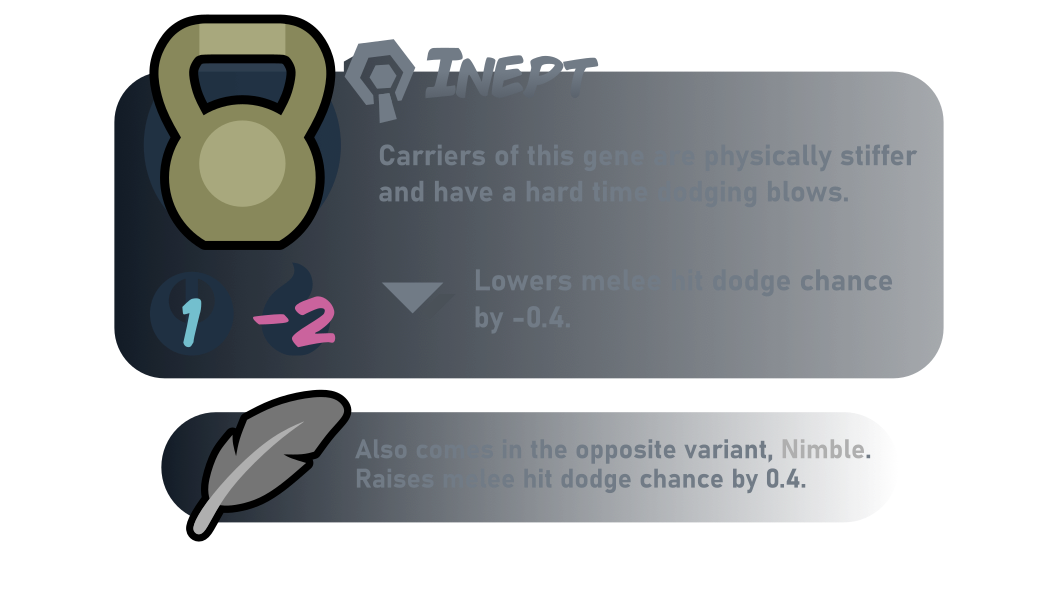 Inept
Carriers of this gene are physically stiffer
and have a hard time dodging blows.
Lowers melee hit dodge chance
by -0.4.
1 -2
Also comes in the opposite variant, Nimble.
Raises melee hit dodge chance by 0.4.